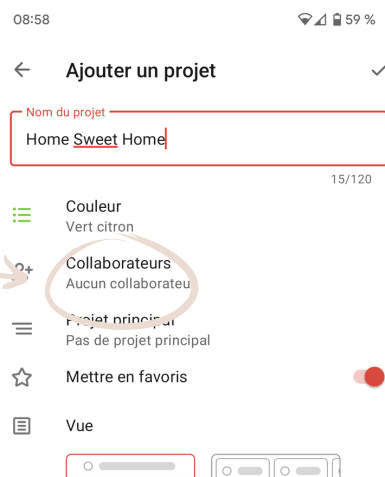 08:58
59 %
Ajouter un projet
Nom du projet
Home Sweet Home
15/120
Couleur
Vert citron
Collaborateurs
Aucun collaborateu
Projet principal
Pas de projet principal
Mettre en favoris
Vue